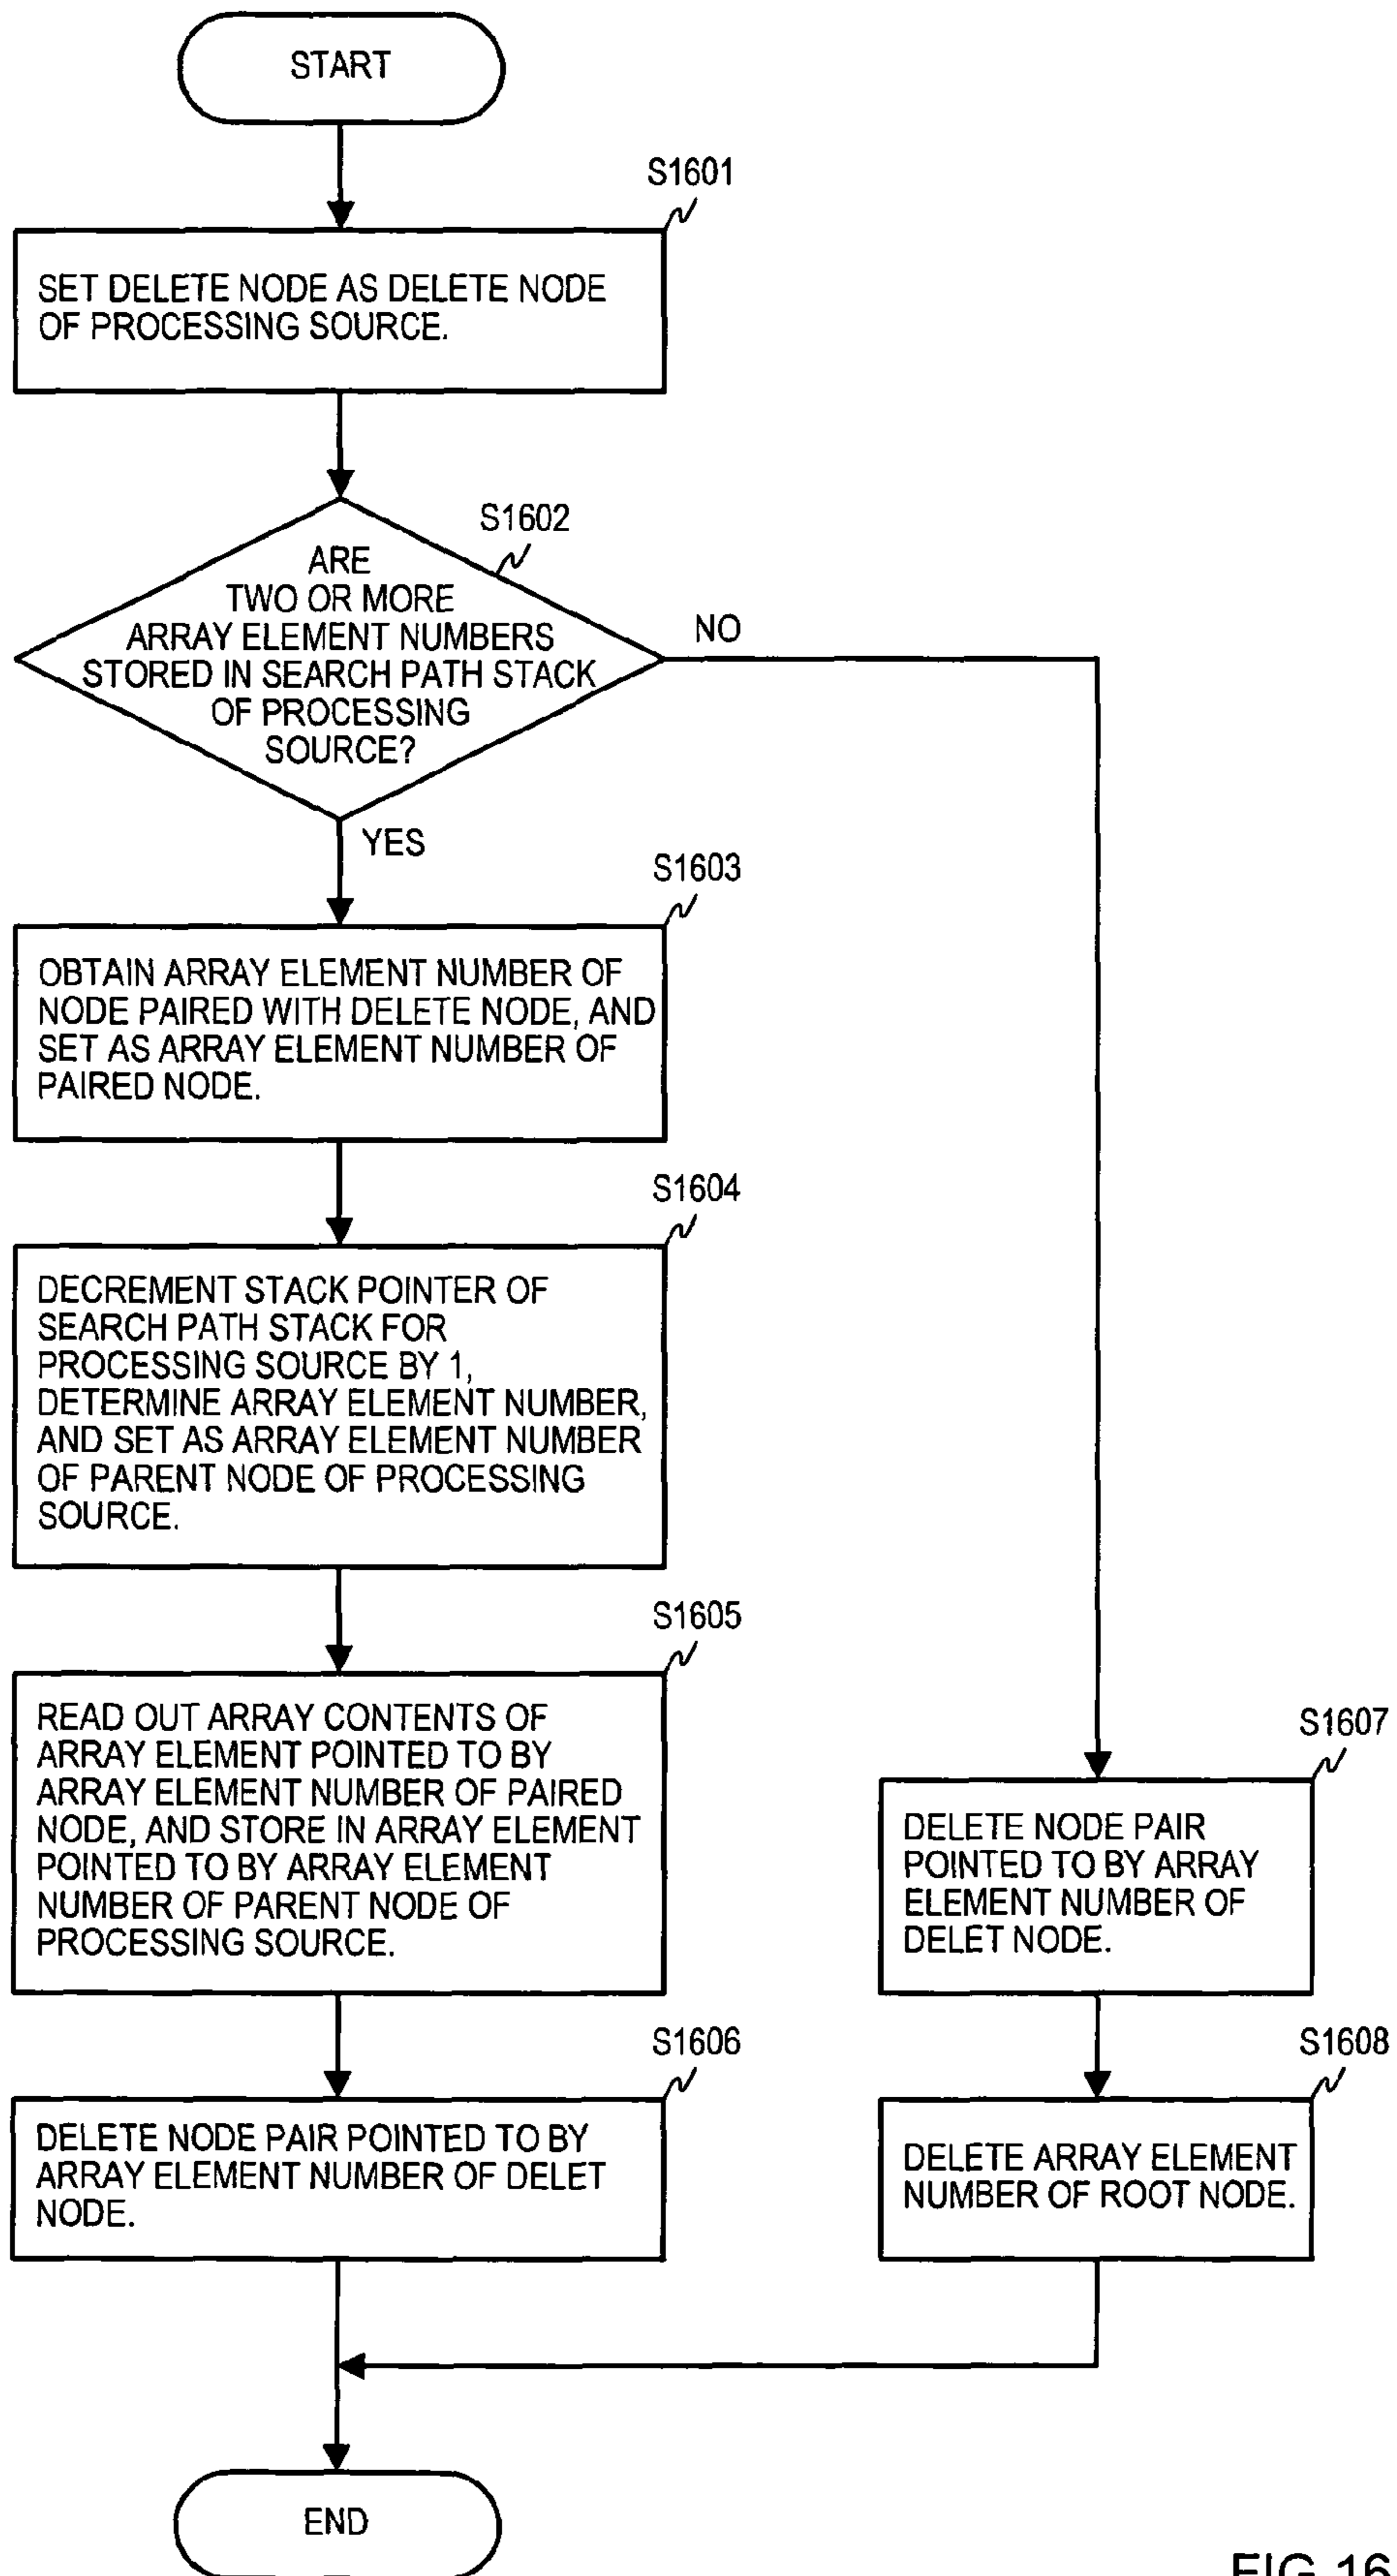 START
S1601
SET DELETE NODE AS DELETE NODE
OF PROCESSING SOURCE.
S1602
ARE
TWO OR MORE
ARRAY ELEMENT NUMBERS
STORED IN SEARCH PATH STACK
OF PROCESSING
SOURCE?
NO
YES
S1603
OBTAIN ARRAY ELEMENT NUMBER OF
NODE PAIRED WITH DELETE NODE, AND
SET AS ARRAY ELEMENT NUMBER OF
PAIRED NODE.
S1604
DECREMENT STACK POINTER OF
SEARCH PATH STACK FOR
PROCESSING SOURCE BY 1,
DETERMINE ARRAY ELEMENT NUMBER,
AND SET AS ARRAY ELEMENT NUMBER
OF PARENT NODE OF PROCESSING
SOURCE.
S1605
READ OUT ARRAY CONTENTS OF
ARRAY ELEMENT POINTED TO BY
ARRAY ELEMENT NUMBER OF PAIRED
NODE, AND STORE IN ARRAY ELEMENT
POINTED TO BY ARRAY ELEMENT
NUMBER OF PARENT NODE OF
PROCESSING SOURCE.
S1606
DELETE NODE PAIR POINTED TO BY
ARRAY ELEMENT NUMBER OF DELET
NODE.
S1607
DELETE NODE PAIR
POINTED TO BY ARRAY
ELEMENT NUMBER OF
DELET NODE.
S1608
DELETE ARRAY ELEMENT
NUMBER OF ROOT NODE.
END
FIG.16